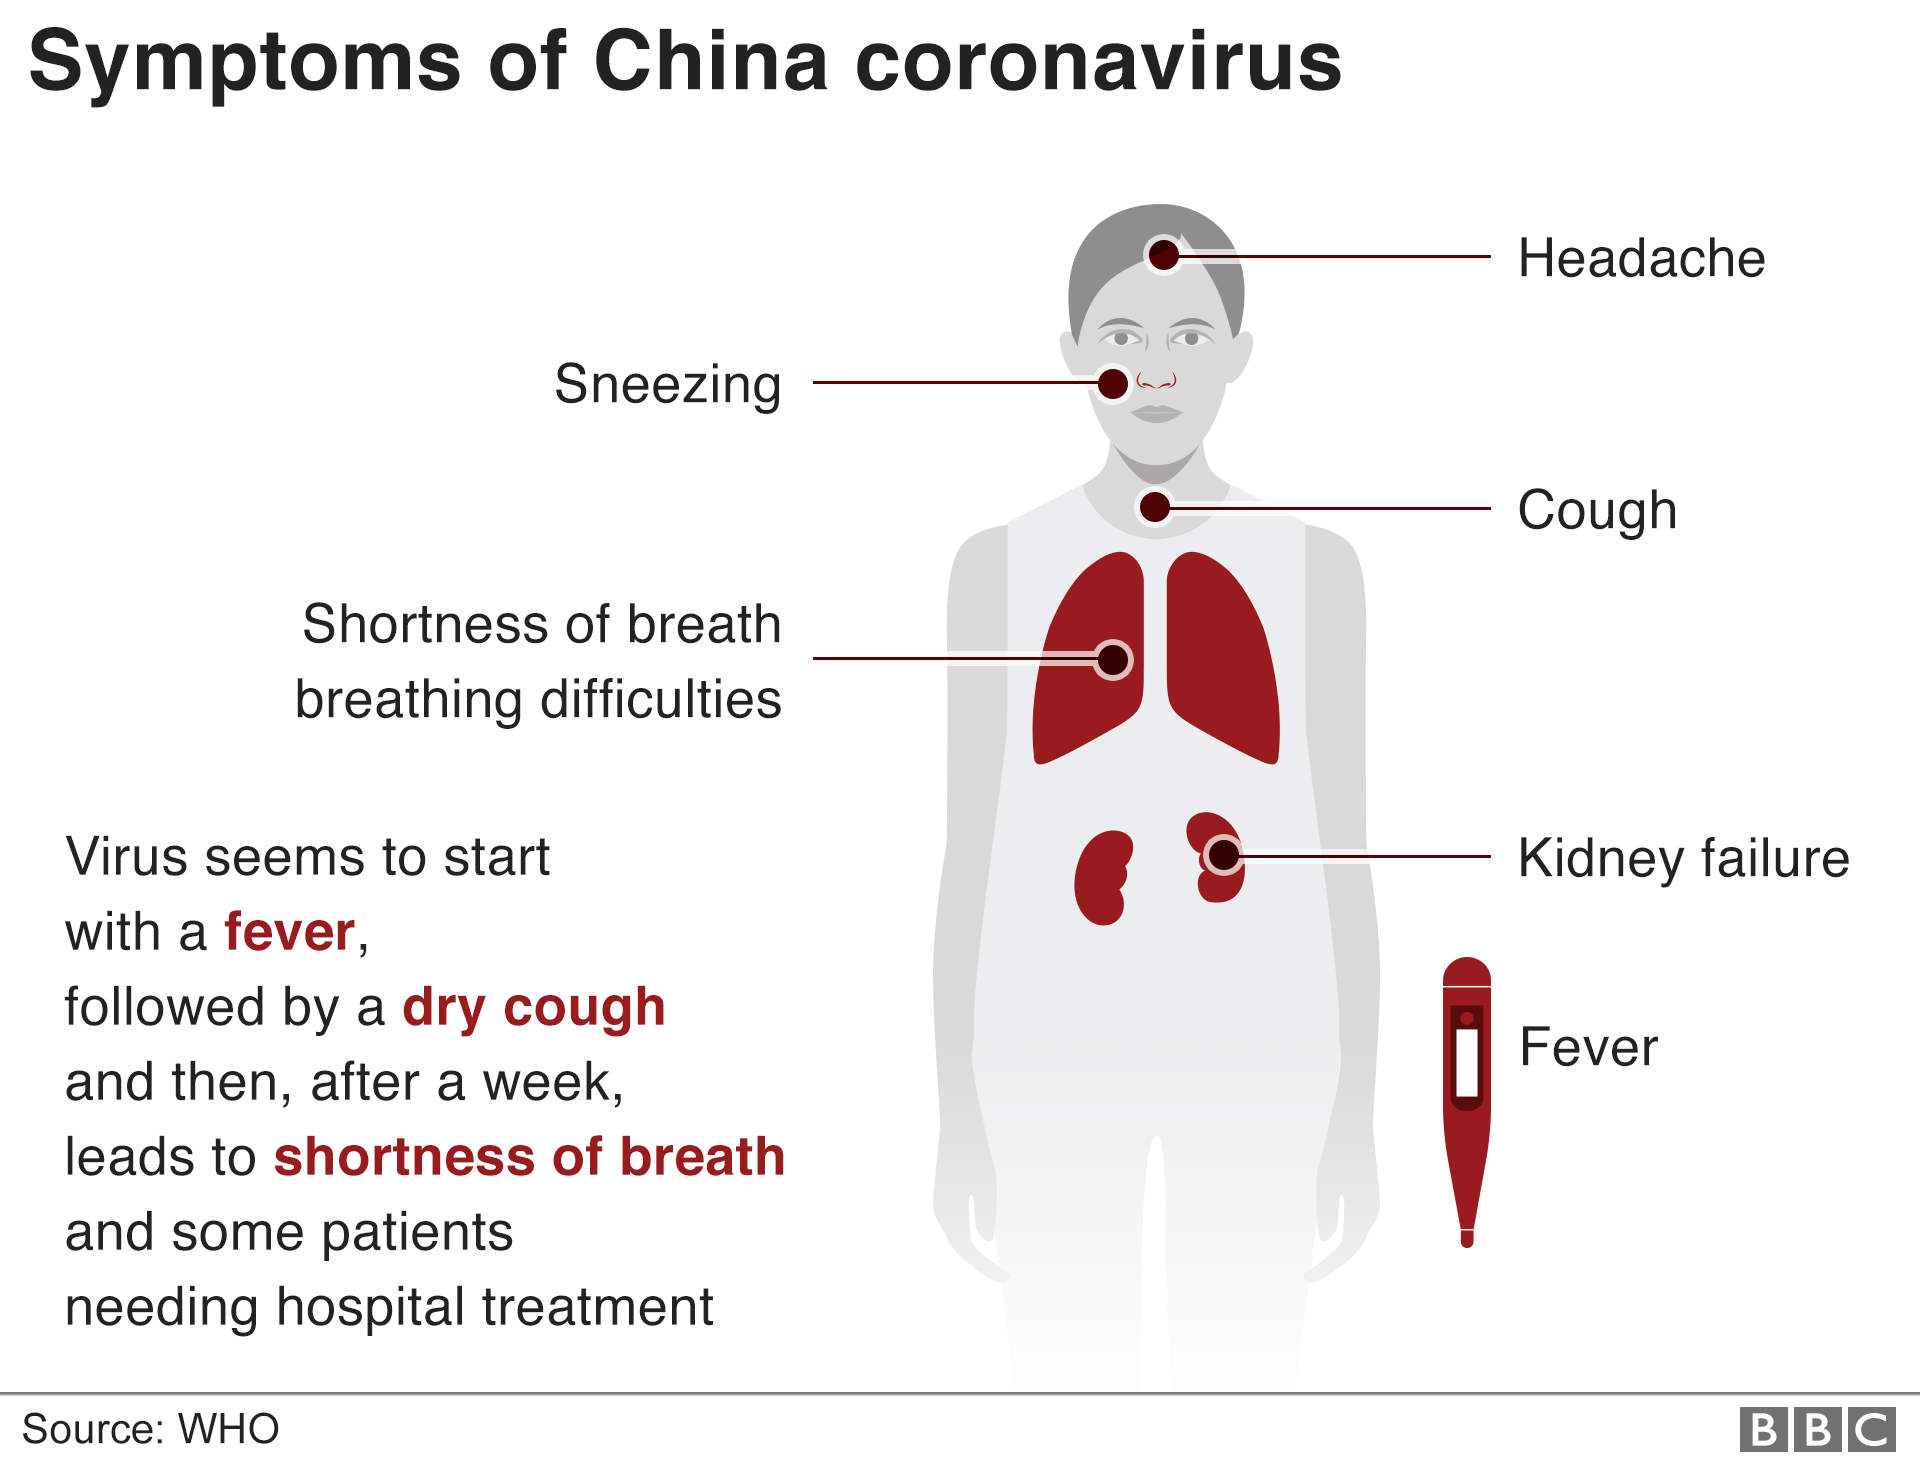 Symptoms of China coronavirus
Headache
Sneezing
Cough
Shortness of breath
breathing difficulties
Kidney failure
Fever
Virus seems to start
with a fever,
followed by a dry cough
and then, after a week,
leads to shortness of breath
and some patients
needing hospital treatment
Source: WHO
BBC